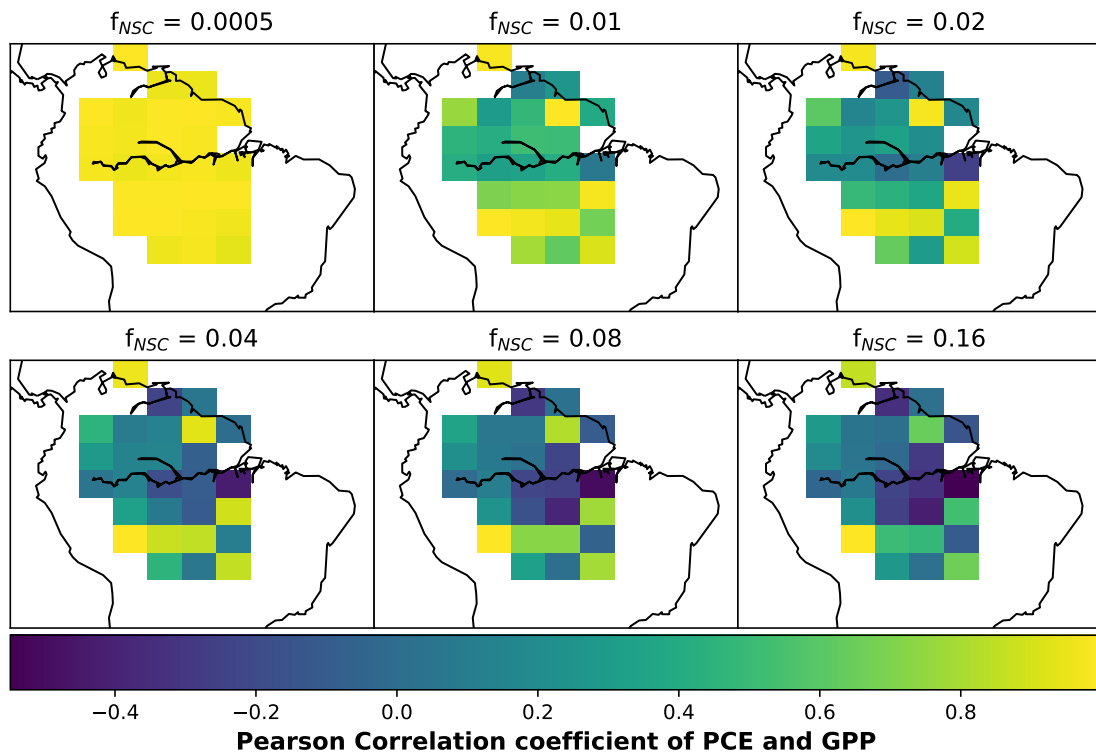 f_NSC = 0.0005
f_NSC = 0.01
f_NSC = 0.02
f_NSC = 0.04
f_NSC = 0.08
f_NSC = 0.16
−0.4 −0.2 0.0 0.2 0.4 0.6 0.8
Pearson Correlation coefficient of PCE and GPP